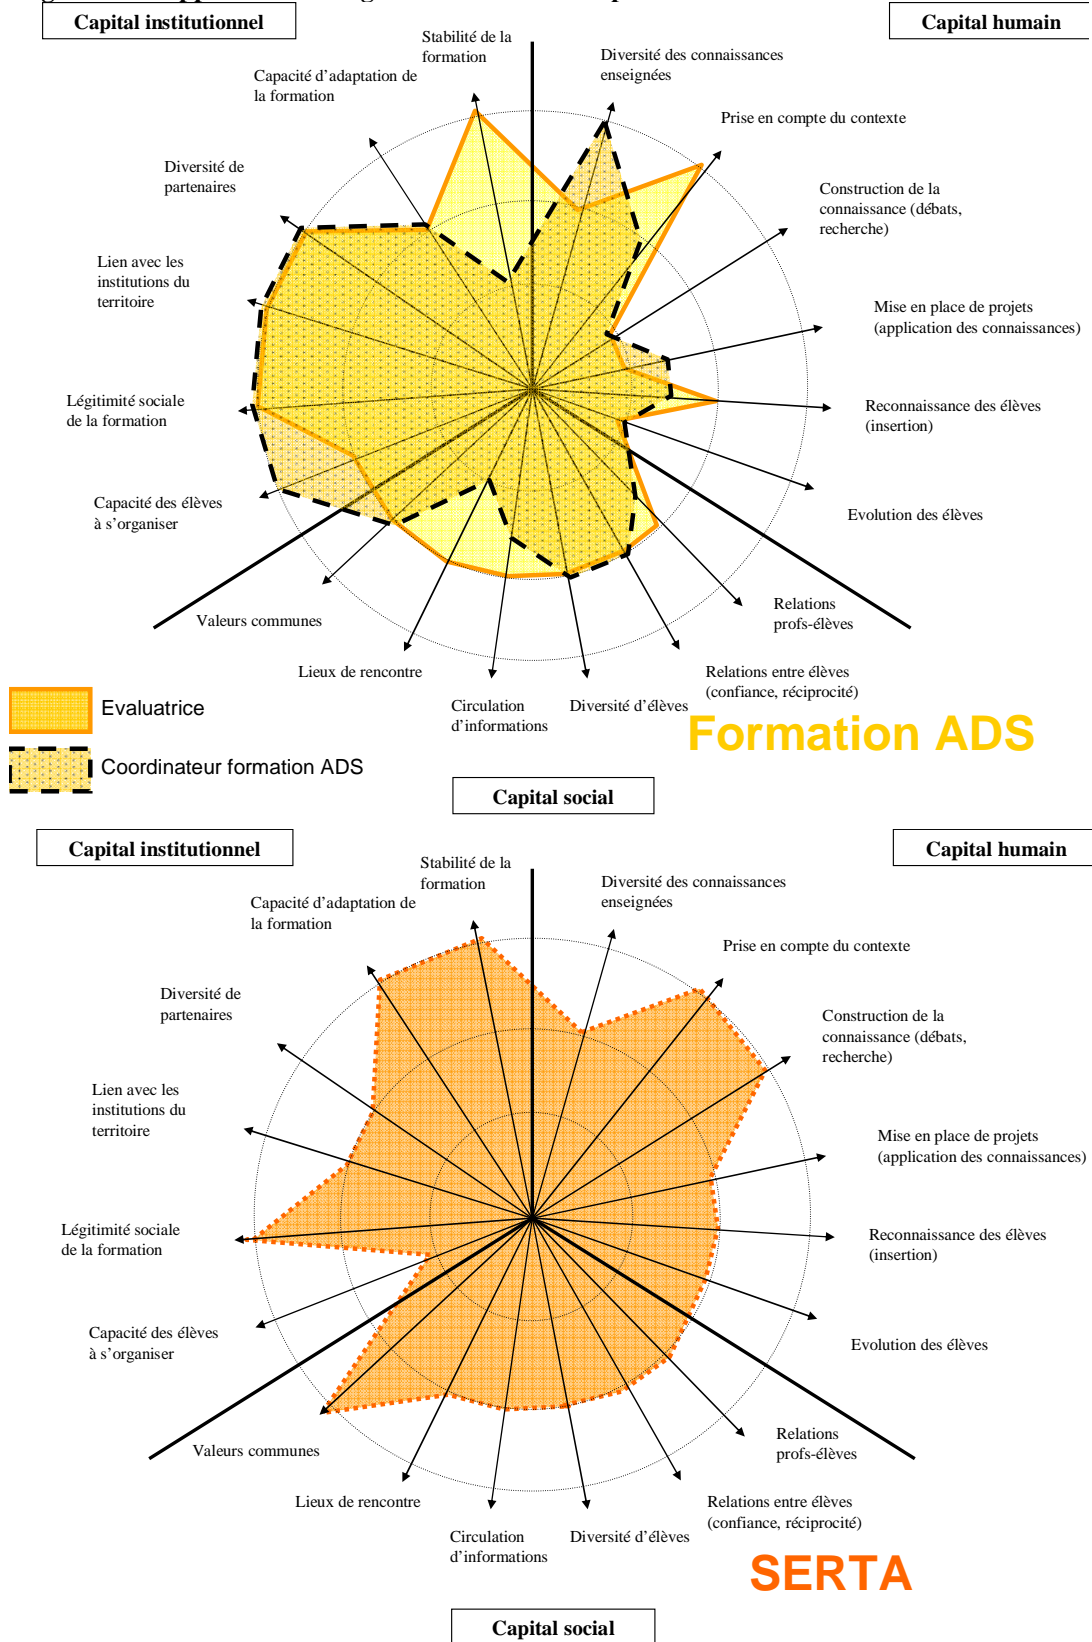 Capital institutionnel
Capital humain
Stabilité de la
formation
Diversité des connaissances
enseignées
Capacité d'adaptation de
la formation
Prise en compte du contexte
Diversité de
partenaires
Construction de la
connaissance (débats,
recherche)
Lien avec les
institutions du
territoire
Mise en place de projets
(application des connaissances)
Légitimité sociale
de la formation
Reconnaissance des élèves
(insertion)
Capacité des élèves
à s'organiser
Evolution des élèves
Valeurs communes
Relations
profs-élèves
Lieux de rencontre
Relations entre élèves
(confiance, réciprocité)
Circulation
d'informations
Diversité d'élèves
Evaluatrice
Coordinateur formation ADS
Formation ADS
Capital social
Capital institutionnel
Capital humain
Stabilité de la
formation
Diversité des connaissances
enseignées
Capacité d'adaptation de
la formation
Prise en compte du contexte
Diversité de
partenaires
Construction de la
connaissance (débats,
recherche)
Lien avec les
institutions du
territoire
Mise en place de projets
(application des connaissances)
Légitimité sociale
de la formation
Reconnaissance des élèves
(insertion)
Capacité des élèves
à s'organiser
Evolution des élèves
Valeurs communes
Relations
profs-élèves
Lieux de rencontre
Relations entre élèves
(confiance, réciprocité)
Circulation
d'informations
Diversité d'élèves
SERTA
Capital social